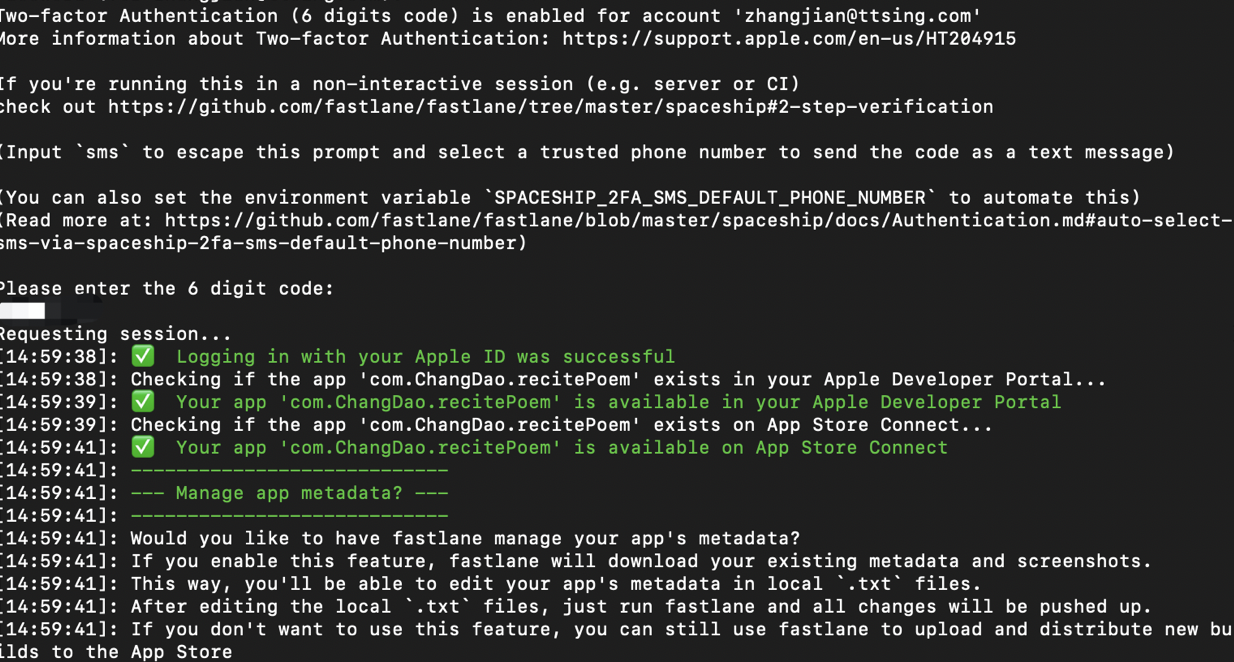 Two-factor Authentication (6 digits code) is enabled for account 'zhangjian@ttsing.com'
More information about Two-factor Authentication: https://support.apple.com/en-us/HT204915
If you're running this in a non-interactive session (e.g. server or CI)
check out https://github.com/fastlane/fastlane/tree/master/spaceship#2-step-verification
(Input `sms` to escape this prompt and select a trusted phone number to send the code as a text message)
(You can also set the environment variable `SPACESHIP_2FA_SMS_DEFAULT_PHONE_NUMBER` to automate this)
(Read more at: https://github.com/fastlane/fastlane/blob/master/spaceship/docs/Authentication.md#auto-select-
sms-via-spaceship-2fa-sms-default-phone-number)
Please enter the 6 digit code:
Requesting session...
[14:59:38]: ✅ Logging in with your Apple ID was successful
[14:59:38]: Checking if the app 'com.ChangDao.recitePoem' exists in your Apple Developer Portal...
[14:59:39]: ✅ Your app 'com.ChangDao.recitePoem' is available in your Apple Developer Portal
[14:59:39]: Checking if the app 'com.ChangDao.recitePoem' exists on App Store Connect...
[14:59:41]: ✅ Your app 'com.ChangDao.recitePoem' is available on App Store Connect
[14:59:41]: ----------------------------
[14:59:41]: --- Manage app metadata? ---
[14:59:41]: ----------------------------
[14:59:41]: Would you like to have fastlane manage your app's metadata?
[14:59:41]: If you enable this feature, fastlane will download your existing metadata and screenshots.
[14:59:41]: This way, you'll be able to edit your app's metadata in local `.txt` files.
[14:59:41]: After editing the local `.txt` files, just run fastlane and all changes will be pushed up.
[14:59:41]: If you don't want to use this feature, you can still use fastlane to upload and distribute new bu
ilds to the App Store